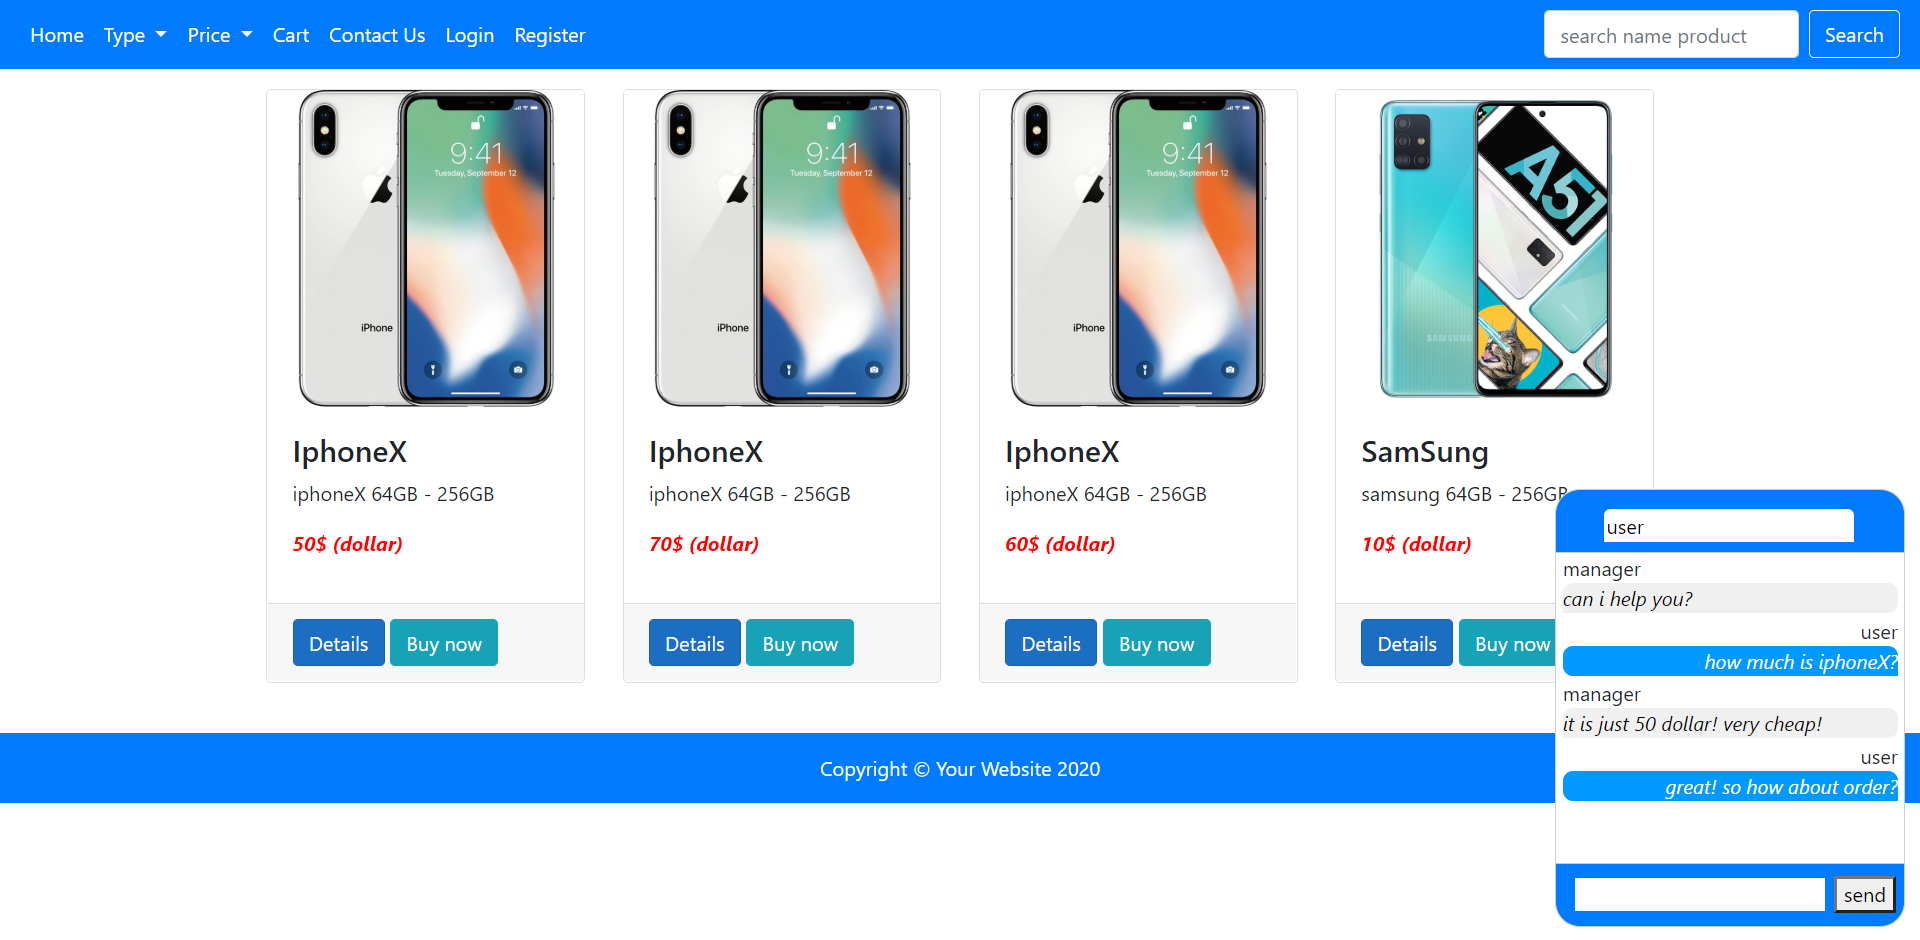 Home Type Price Cart Contact Us Login Register search name product Search
9:41
Tuesday, September 12
iPhone
9:41
Tuesday, September 12
iPhone
9:41
Tuesday, September 12
iPhone
A51
SAMSUNG
IphoneX
iphoneX 64GB - 256GB
50$ (dollar)
Details Buy now
IphoneX
iphoneX 64GB - 256GB
70$ (dollar)
Details Buy now
IphoneX
iphoneX 64GB - 256GB
60$ (dollar)
Details Buy now
SamSung
samsung 64GB - 256GB
10$ (dollar)
Details Buy now
user
manager
can i help you?
user
how much is iphoneX?
manager
it is just 50 dollar! very cheap!
user
great! so how about order?
send
Copyright © Your Website 2020